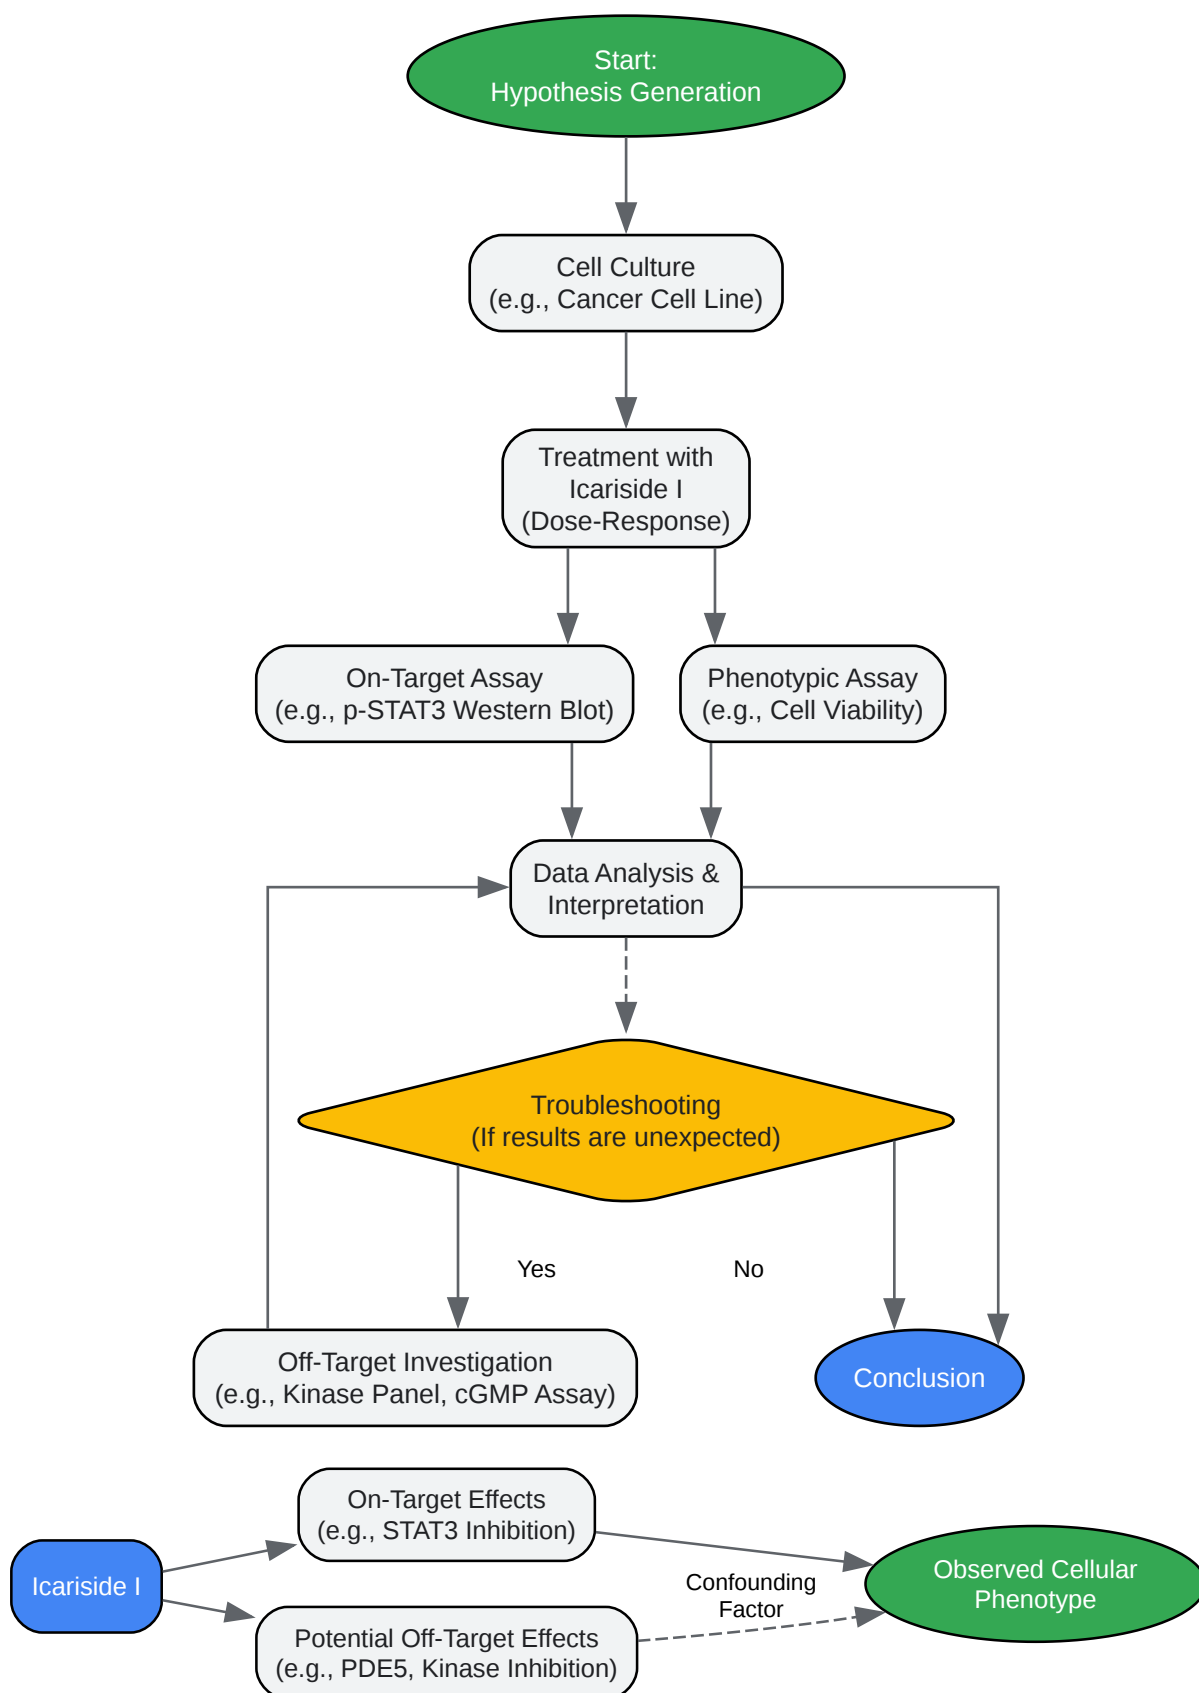 Start:
Hypothesis Generation
Cell Culture
(e.g., Cancer Cell Line)
Treatment with
Icariside I
(Dose-Response)
On-Target Assay
(e.g., p-STAT3 Western Blot)
Phenotypic Assay
(e.g., Cell Viability)
Data Analysis &
Interpretation
Troubleshooting
(If results are unexpected)
Yes
No
Off-Target Investigation
(e.g., Kinase Panel, cGMP Assay)
Conclusion
On-Target Effects
(e.g., STAT3 Inhibition)
Icariside I
Confounding
Factor
Observed Cellular
Phenotype
Potential Off-Target Effects
(e.g., PDE5, Kinase Inhibition)